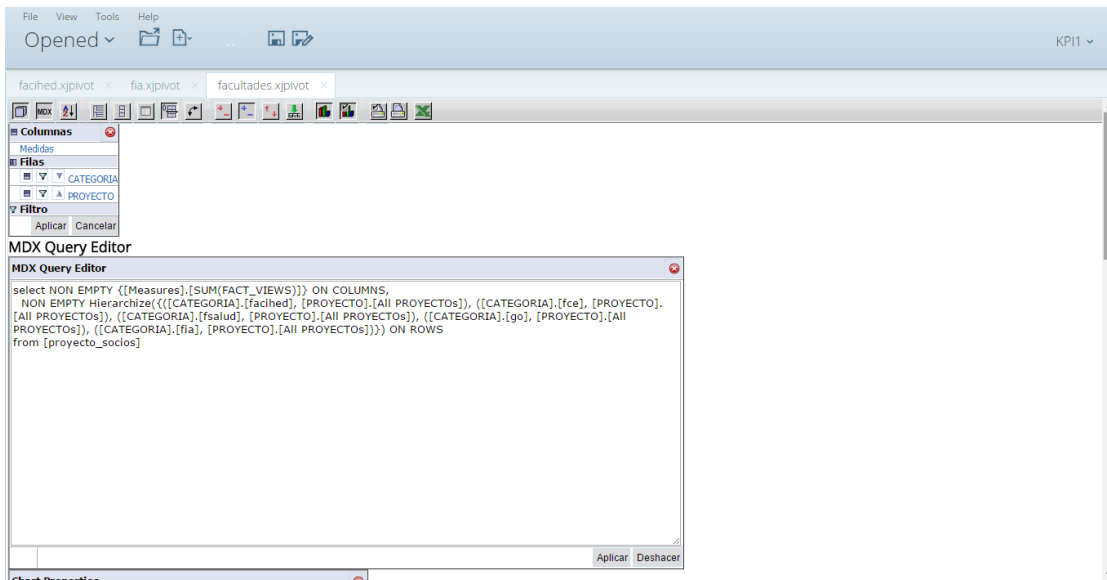 File View Tools Help
Opened
KPI1
facihed.xjpivot × fia.xjpivot × facultades.xjpivot ×
MDX
Columnas
Medidas
Filas
CATEGORIA
PROYECTO
Filtro
Aplicar Cancelar
MDX Query Editor
MDX Query Editor
select NON EMPTY {[Measures].[SUM(FACT_VIEWS)]} ON COLUMNS,
NON EMPTY Hierarchize({([CATEGORIA].[facihed], [PROYECTO].[All PROYECTOs]), ([CATEGORIA].[fce], [PROYECTO].
[All PROYECTOs]), ([CATEGORIA].[fsalud], [PROYECTO].[All PROYECTOs]), ([CATEGORIA].[go], [PROYECTO].[All
PROYECTOs]), ([CATEGORIA].[fia], [PROYECTO].[All PROYECTOs])}) ON ROWS
from [proyecto_socios]
Aplicar Deshacer
Chart Properties